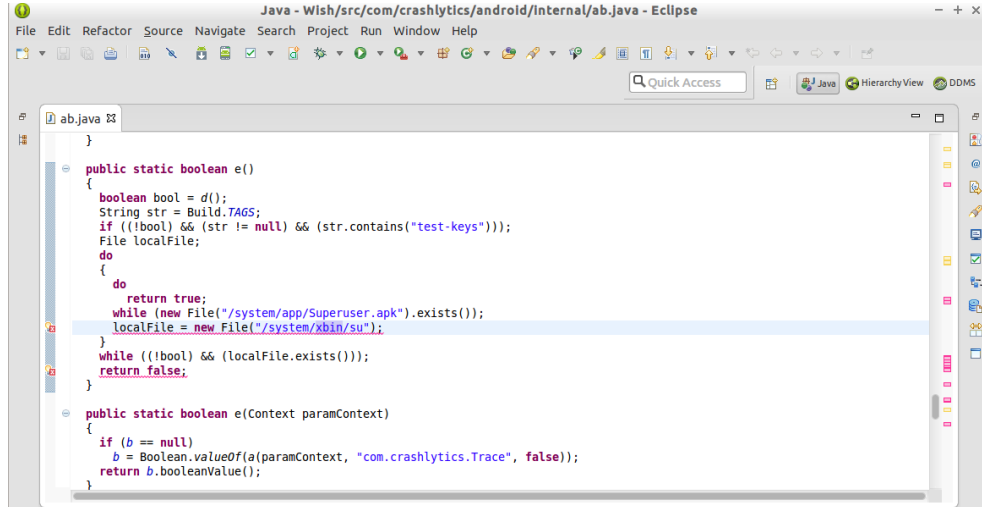 Java - Wish/src/com/crashlytics/android/internal/ab.java - Eclipse
File Edit Refactor Source Navigate Search Project Run Window Help
Quick Access
Java
Hierarchy View
DDMS
ab.java
}
public static boolean e()
{
boolean bool = d();
String str = Build.TAGS;
if ((!bool) && (str != null) && (str.contains("test-keys")));
File localFile;
do
{
do
return true;
while (new File("/system/app/Superuser.apk").exists());
localFile = new File("/system/xbin/su");
}
while ((!bool) && (localFile.exists()));
return false;
}
public static boolean e(Context paramContext)
{
if (b == null)
b = Boolean.valueOf(a(paramContext, "com.crashlytics.Trace", false));
return b.booleanValue();
}